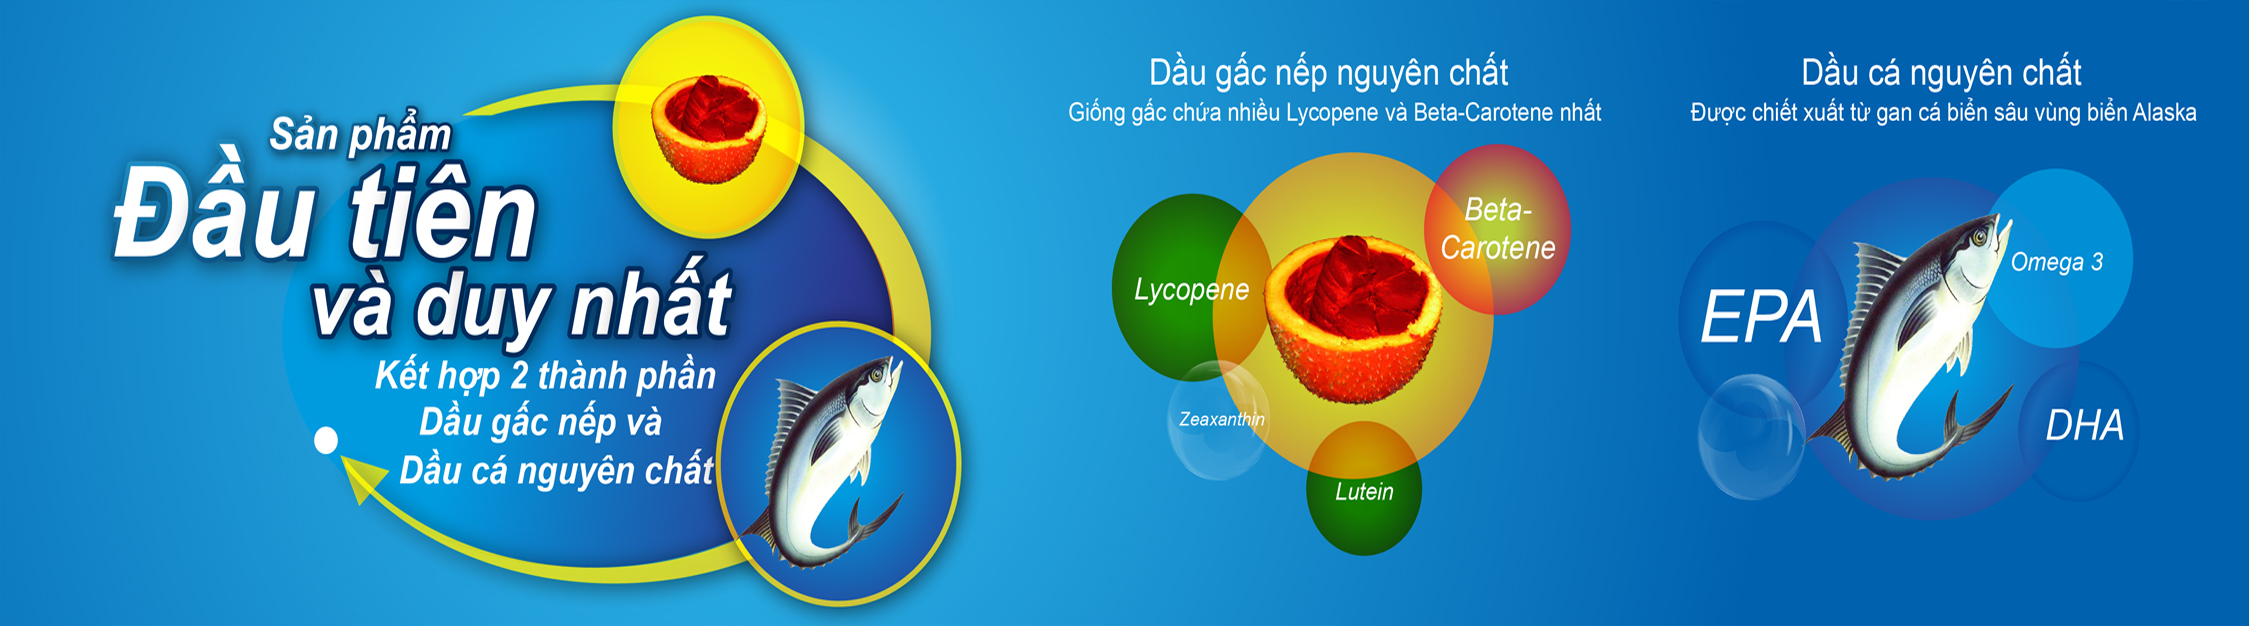 Sản phẩm
Đầu tiên
và duy nhất
Kết hợp 2 thành phần
Dầu gấc nếp và
Dầu cá nguyên chất
Dầu gấc nếp nguyên chất
Giống gấc chứa nhiều Lycopene và Beta-Carotene nhất
Beta-
Carotene
Lycopene
Zeaxanthin
Lutein
Dầu cá nguyên chất
Được chiết xuất từ gan cá biển sâu vùng biển Alaska
Omega 3
EPA
DHA